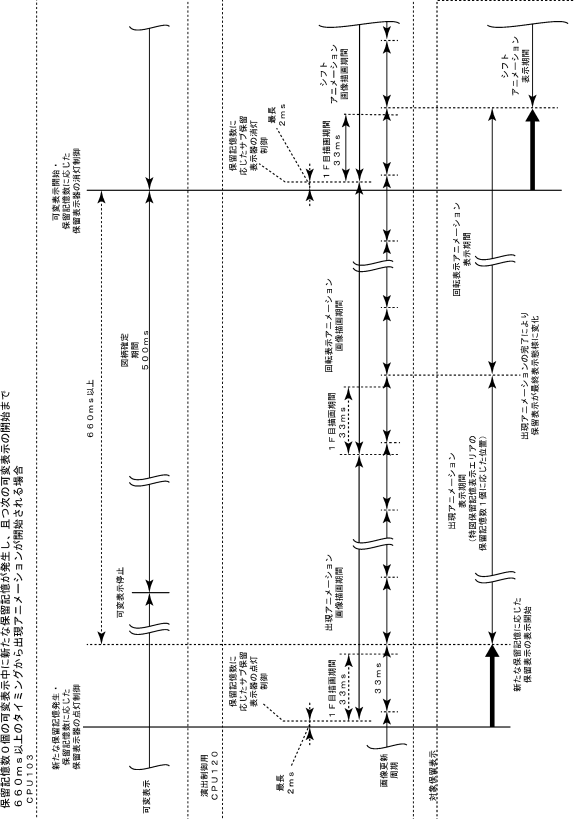 保留記憶数0個の可変表示中に新たな保留記憶が発生し、且つ次の可変表示の開始まで
660ms以上のタイミングから出現アニメーションが開始される場合
CPU103
新たな保留記憶発生・
保留記憶数に応じた
保留表示器の点灯制御
可変表示開始・
保留記憶数に応じた
保留表示器の消灯制御
660ms以上
可変表示停止
図柄確定
期間
500ms
可変表示
演出制御用
CPU120
保留記憶数に
応じたサブ保留
表示器の点灯
制御
保留記憶数に
応じたサブ保留
表示器の消灯
制御
最長
2ms
最長
2ms
1F目描画期間
33ms
出現アニメーション
画像描画期間
1F目描画期間
33ms
回転表示アニメーション
画像描画期間
1F目描画期間
33ms
シフト
アニメーション
画像描画期間
33ms
画像更新
周期
対象保留表示
新たな保留記憶に応じた
保留表示の表示開始
出現アニメーション
表示期間
(特図保留記憶表示エリアの
保留記憶数1個に応じた位置)
出現アニメーションの完了により
保留表示が最終表示態様に変化
回転表示アニメーション
表示期間
シフト
アニメーション
表示期間